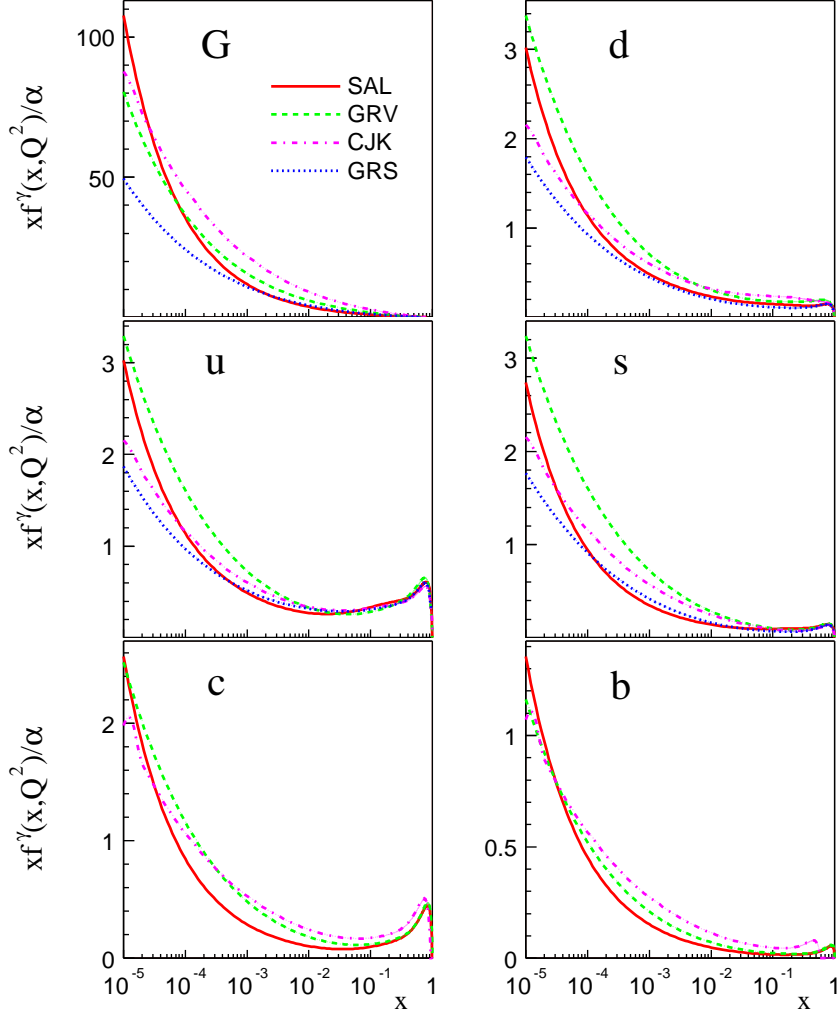 xf^γ(x,Q^2)/α
100
50
G
SAL
GRV
CJK
GRS
3
2
1
d
xf^γ(x,Q^2)/α
3
2
1
u
3
2
1
s
xf^γ(x,Q^2)/α
2
1
0
c
1
0.5
0
b
10^-5 10^-4 10^-3 10^-2 10^-1 1
x
10^-5 10^-4 10^-3 10^-2 10^-1 1
x